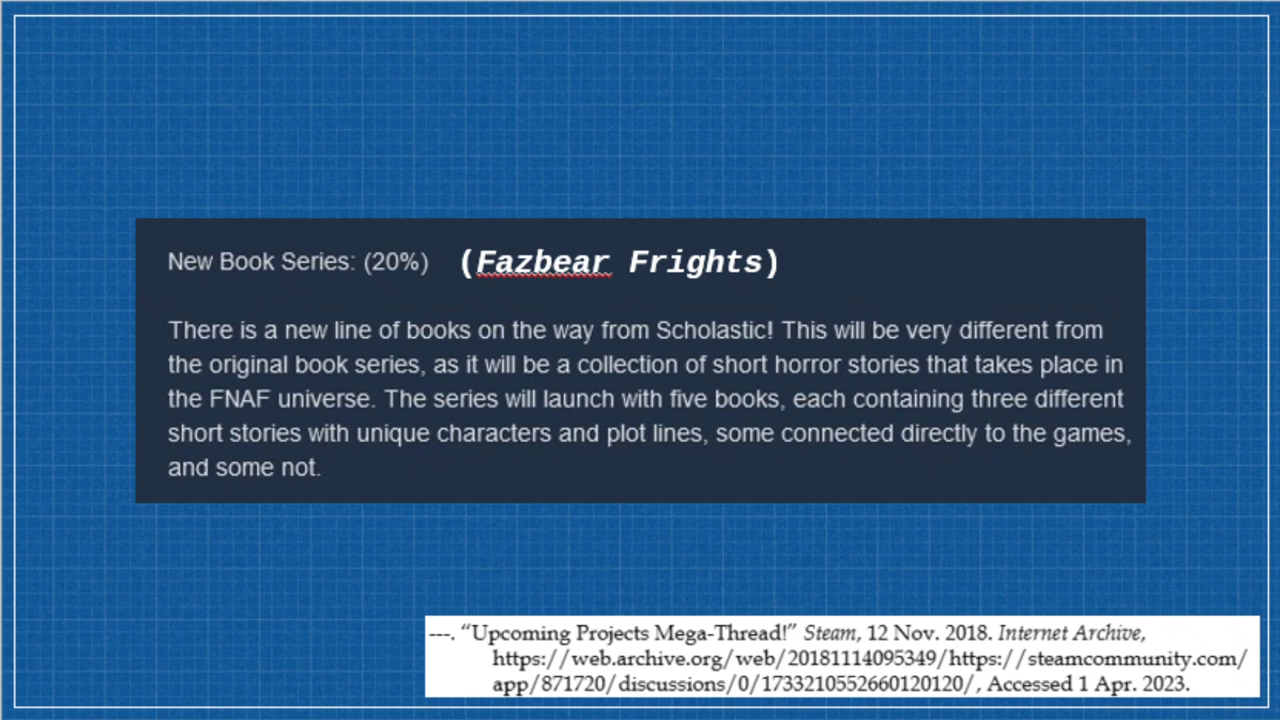 New Book Series: (20%) (Fazbear Frights)
There is a new line of books on the way from Scholastic! This will be very different from
the original book series, as it will be a collection of short horror stories that takes place in
the FNAF universe. The series will launch with five books, each containing three different
short stories with unique characters and plot lines, some connected directly to the games,
and some not.
---. “Upcoming Projects Mega-Thread!” Steam, 12 Nov. 2018. Internet Archive,
https://web.archive.org/web/20181114095349/https://steamcommunity.com/
app/871720/discussions/0/1733210552660120120/, Accessed 1 Apr. 2023.